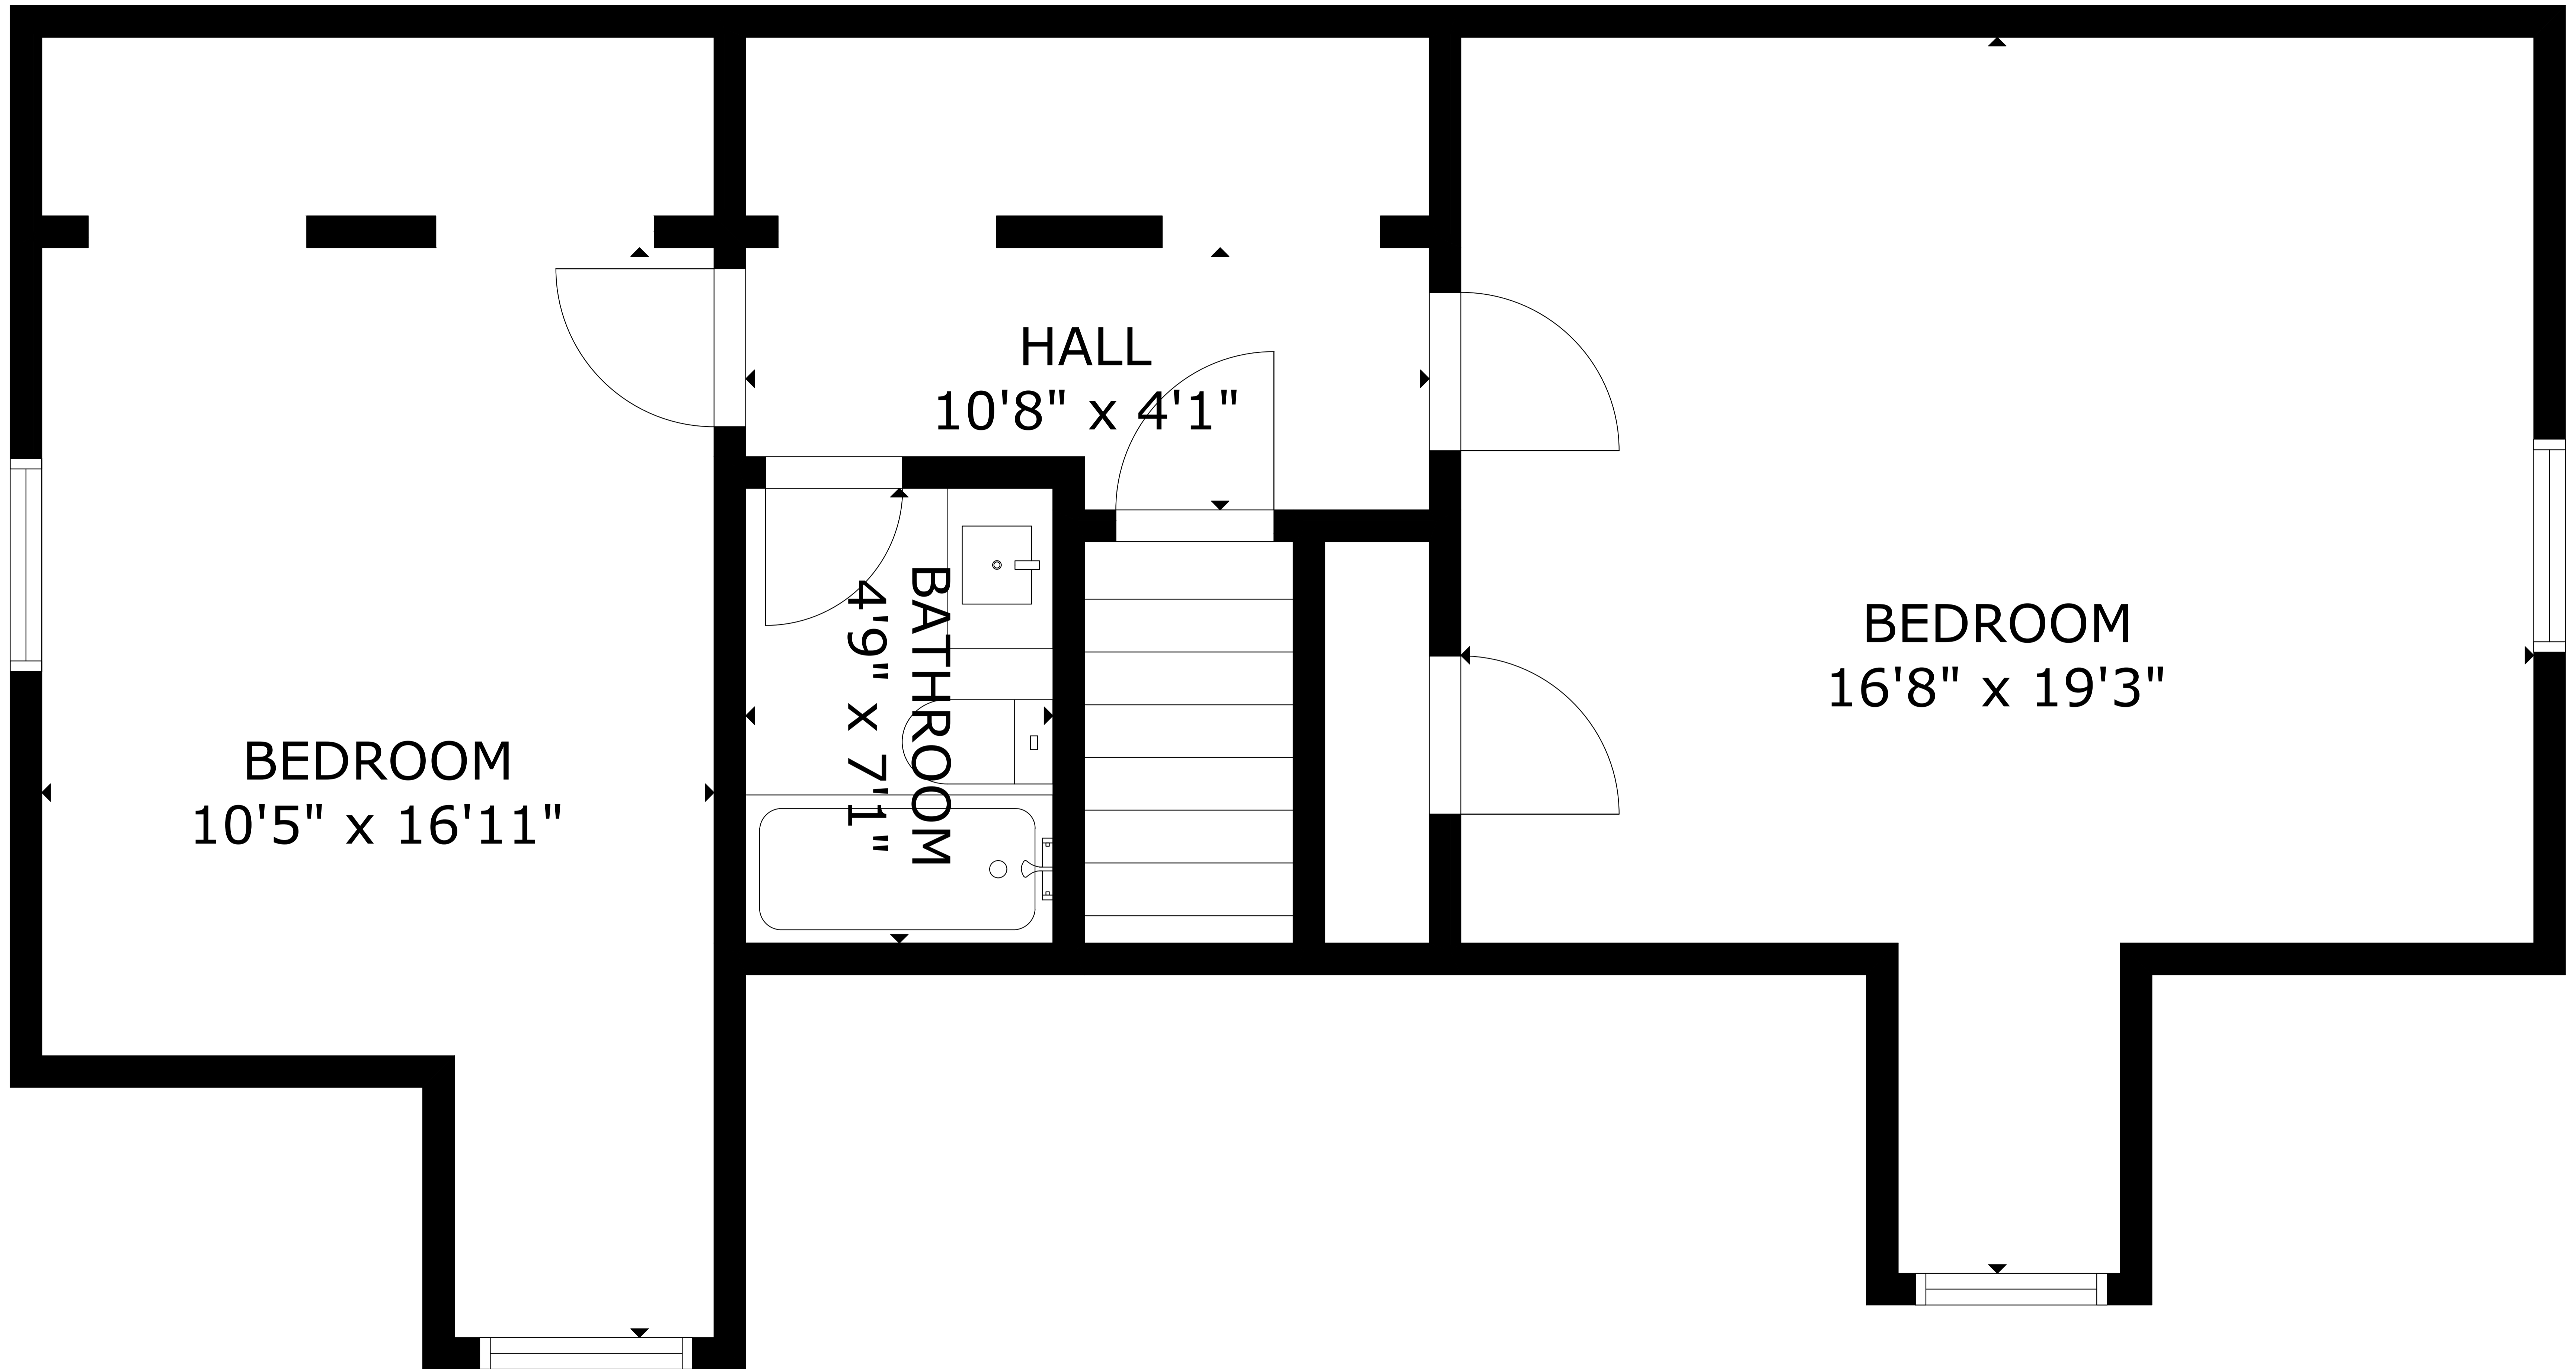 HALL
10'8" x 4'1"
BATHROOM
4'9" x 7'1"
BEDROOM
16'8" x 19'3"
BEDROOM
10'5" x 16'11"